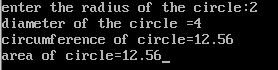 enter the radius of the circle:2
diameter of the circle =4
circumference of circle=12.56
area of circle=12.56_